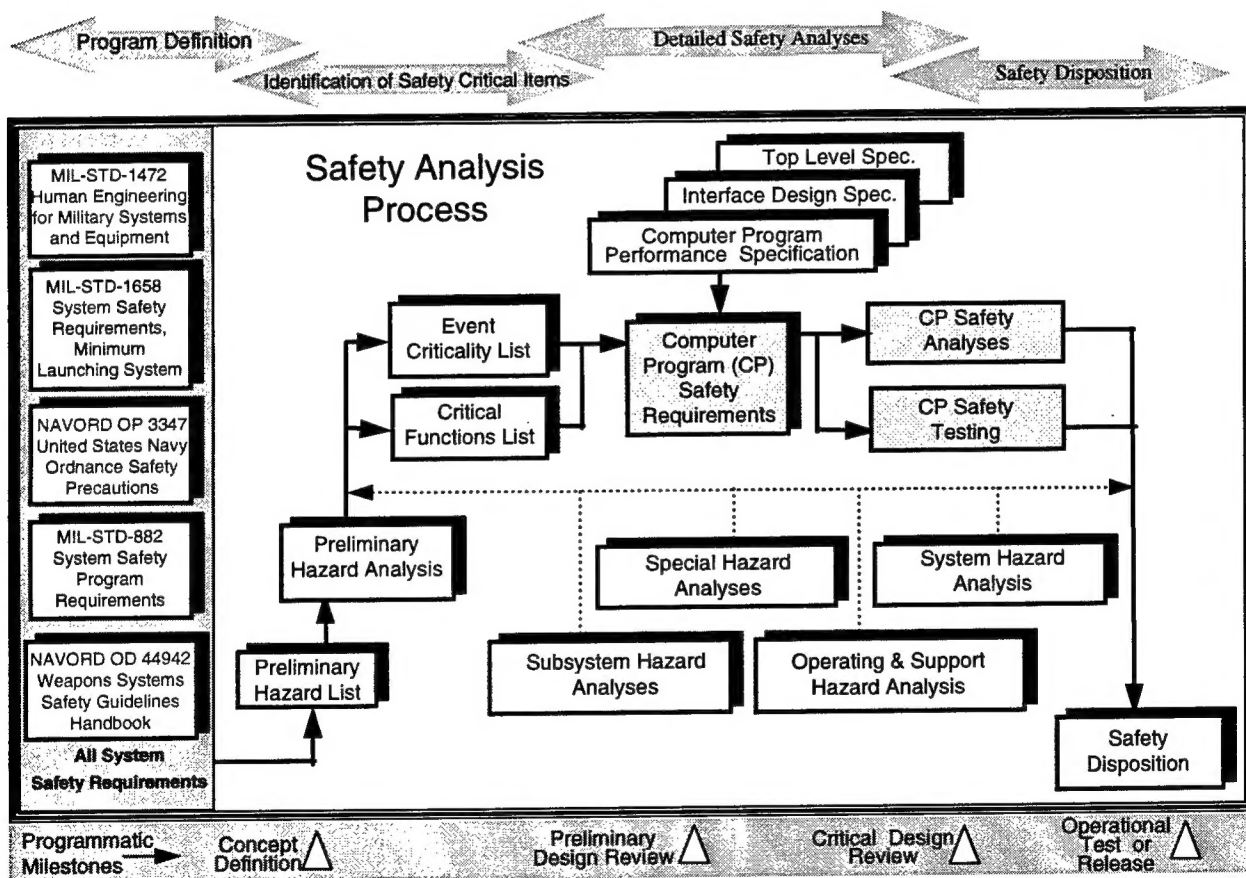 Program Definition
Detailed Safety Analyses
Identification of Safety Critical Items
Safety Disposition
MIL-STD-1472
Human Engineering
for Military Systems
and Equipment
MIL-STD-1658
System Safety
Requirements,
Minimum
Launching System
NAVORD OP 3347
United States Navy
Ordnance Safety
Precautions
MIL-STD-882
System Safety
Program
Requirements
NAVORD OD 44942
Weapons Systems
Safety Guidelines
Handbook
All System
Safety Requirements
Safety Analysis
Process
Top Level Spec.
Interface Design Spec.
Computer Program
Performance Specification
Event
Criticality List
Critical
Functions List
Computer
Program (CP)
Safety
Requirements
CP Safety
Analyses
CP Safety
Testing
Preliminary
Hazard Analysis
Special Hazard
Analyses
System Hazard
Analysis
Preliminary
Hazard List
Subsystem Hazard
Analyses
Operating & Support
Hazard Analysis
Safety
Disposition
Programmatic
Milestones
Concept
Definition
Preliminary
Design Review
Critical Design
Review
Operational
Test or
Release